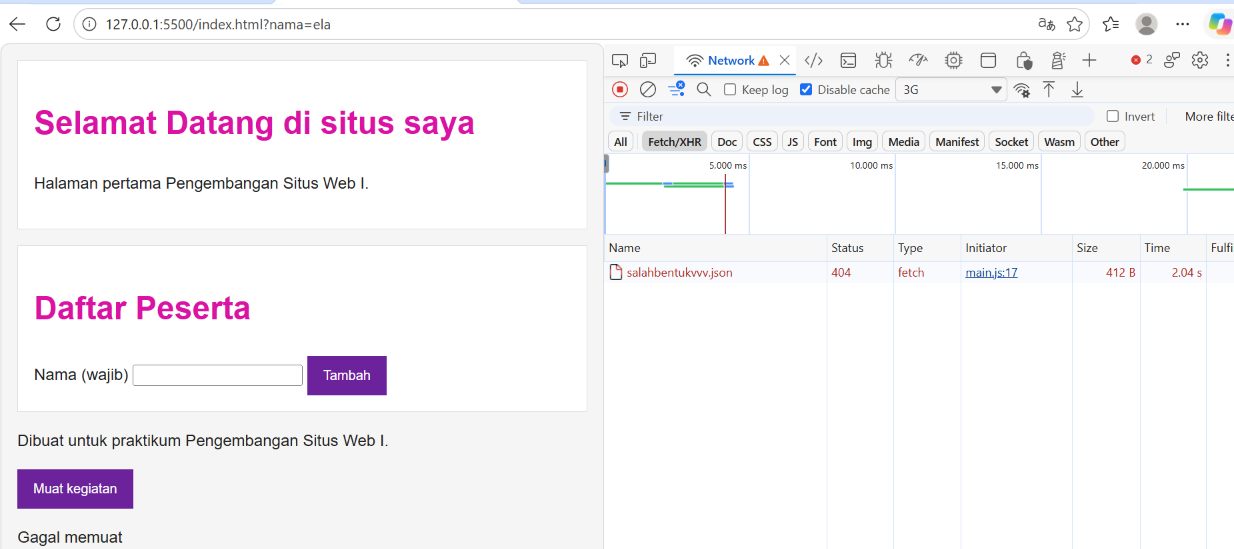 127.0.0.1:5500/index.html?nama=ela
Selamat Datang di situs saya
Halaman pertama Pengembangan Situs Web I.
Daftar Peserta
Nama (wajib)
Tambah
Dibuat untuk praktikum Pengembangan Situs Web I.
Muat kegiatan
Gagal memuat
Network
2
Keep log
Disable cache
3G
Filter
Invert
More filte
All Fetch/XHR Doc CSS JS Font Img Media Manifest Socket Wasm Other
5.000 ms 10.000 ms 15.000 ms 20.000 ms
Name Status Type Initiator Size Time Fulfi
salahbentukvvv.json 404 fetch main.js:17 412 B 2.04 s